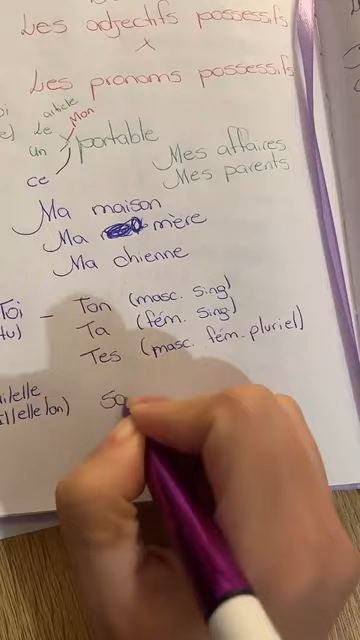 Les adjectifs possessifs
x
Les pronoms possessifs
article Mon
Le
un portable
ce
Mes affaires
Mes parents
Ma maison
Ma mère
Ma chienne
Toi - Ton (masc. sing)
tu) Ta (fém. sing)
Tes (masc. fém. pluriel)
/elle So
il/elle/on)